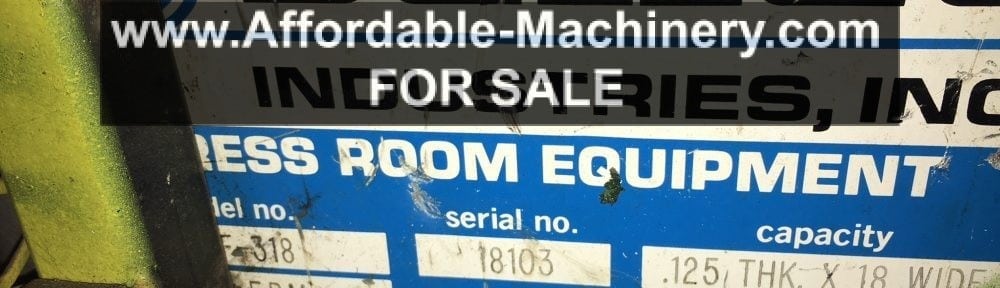 www.Affordable-Machinery.com
FOR SALE
INDUSTRIES, INC
RESS ROOM EQUIPMENT
del no.
serial no.
capacity
-318
18103
.125 THK. X 18 WIDE